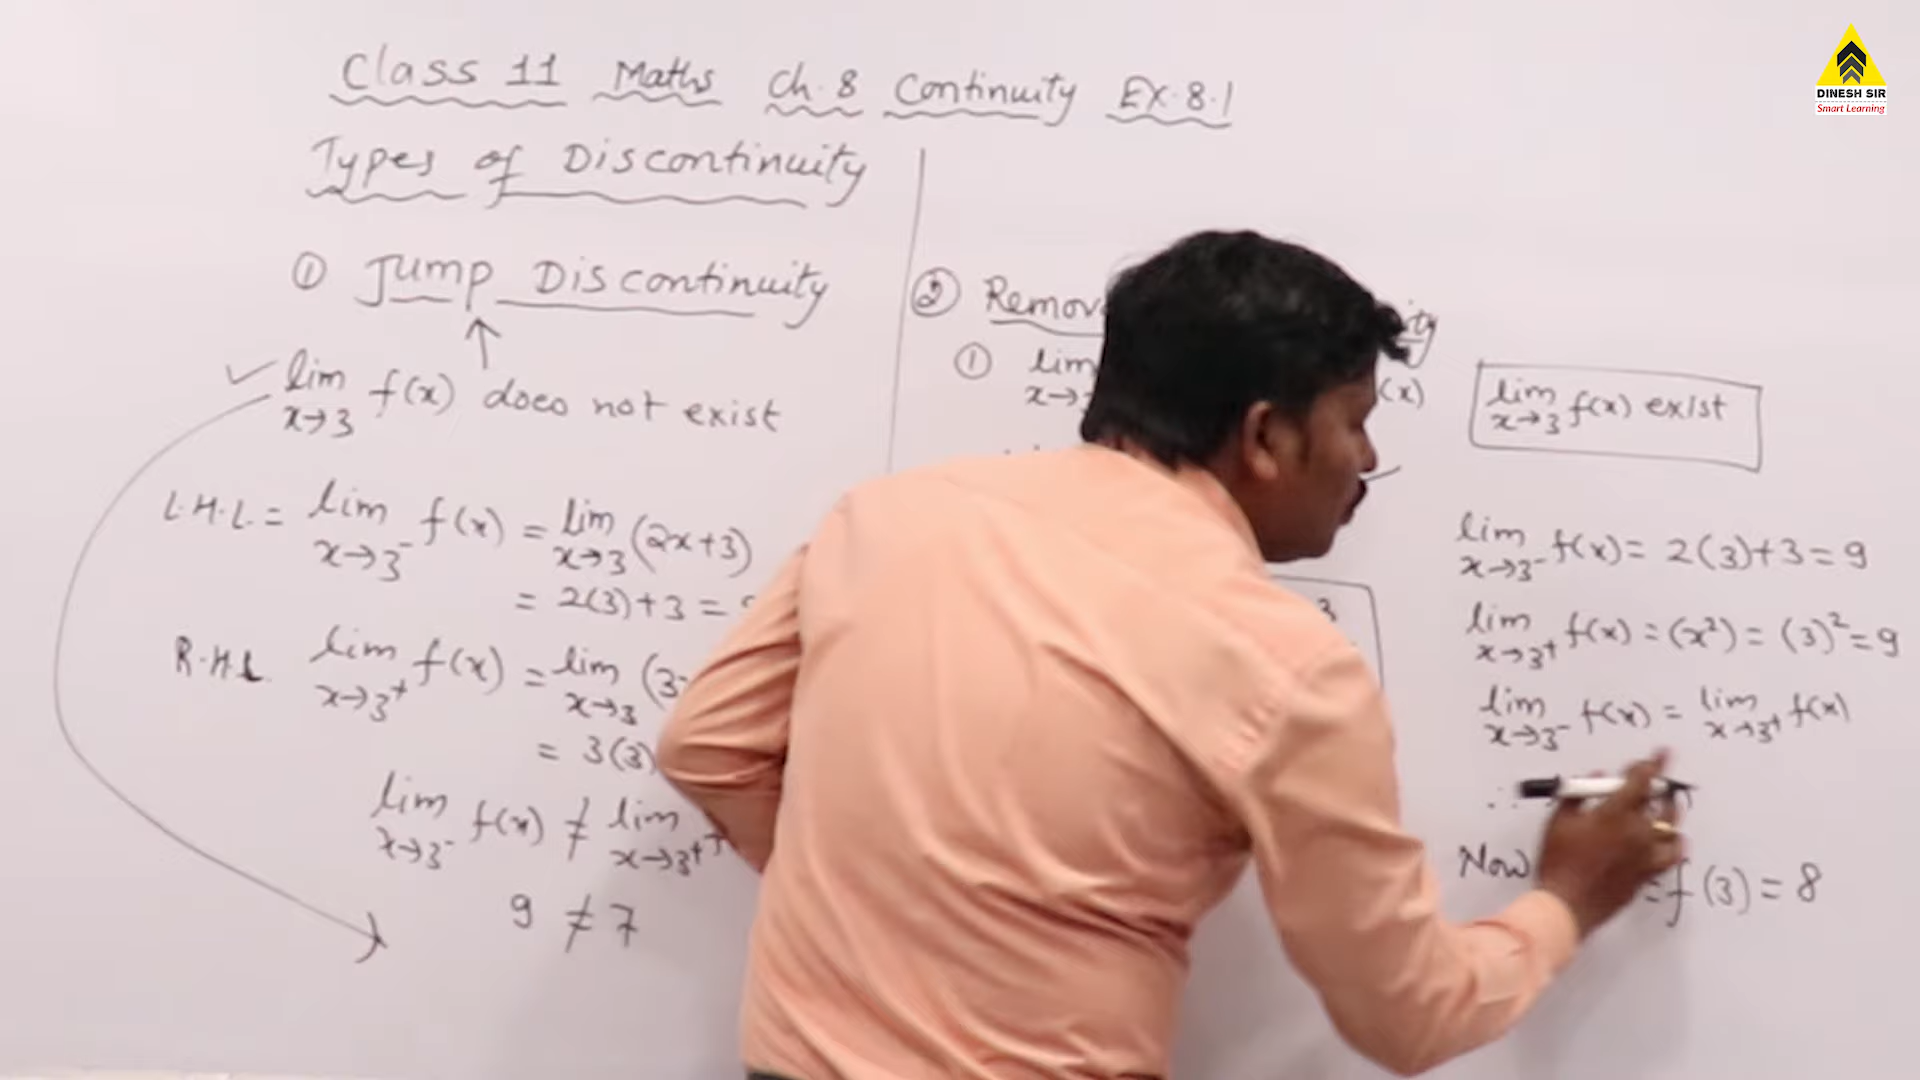 Class 11 Maths Ch.8 Continuity EX.8.1
Types of Discontinuity
① Jump Discontinuity
lim x→3 f(x) does not exist
L.H.L. = lim x→3⁻ f(x) = lim x→3 (2x+3)
= 2(3)+3 =
R.H.L. lim x→3⁺ f(x) = lim x→3 (3
= 3(3)
lim x→3⁻ f(x) ≠ lim x→3⁺
9 ≠ 7
②
① lim (x)
lim x→3 f(x) exist
lim x→3⁻ f(x) = 2(3)+3 = 9
lim x→3⁺ f(x) = (x²) = (3)² = 9
lim x→3⁻ f(x) = lim x→3⁺ f(x)
Now = f(3) = 8
DINESH SIR
Smart Learning